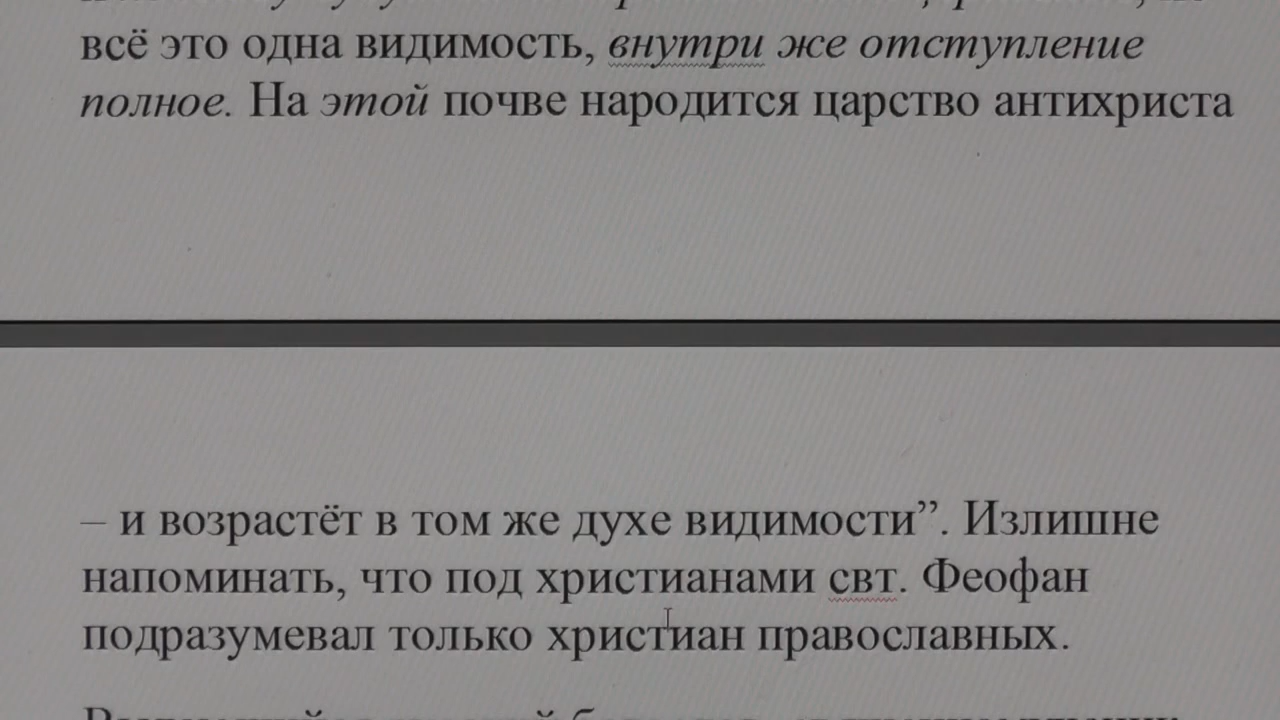 всё это одна видимость, внутри же отступление
полное. На этой почве народится царство антихриста
– и возрастёт в том же духе видимости”. Излишне
напоминать, что под христианами свт. Феофан
подразумевал только христиан православных.